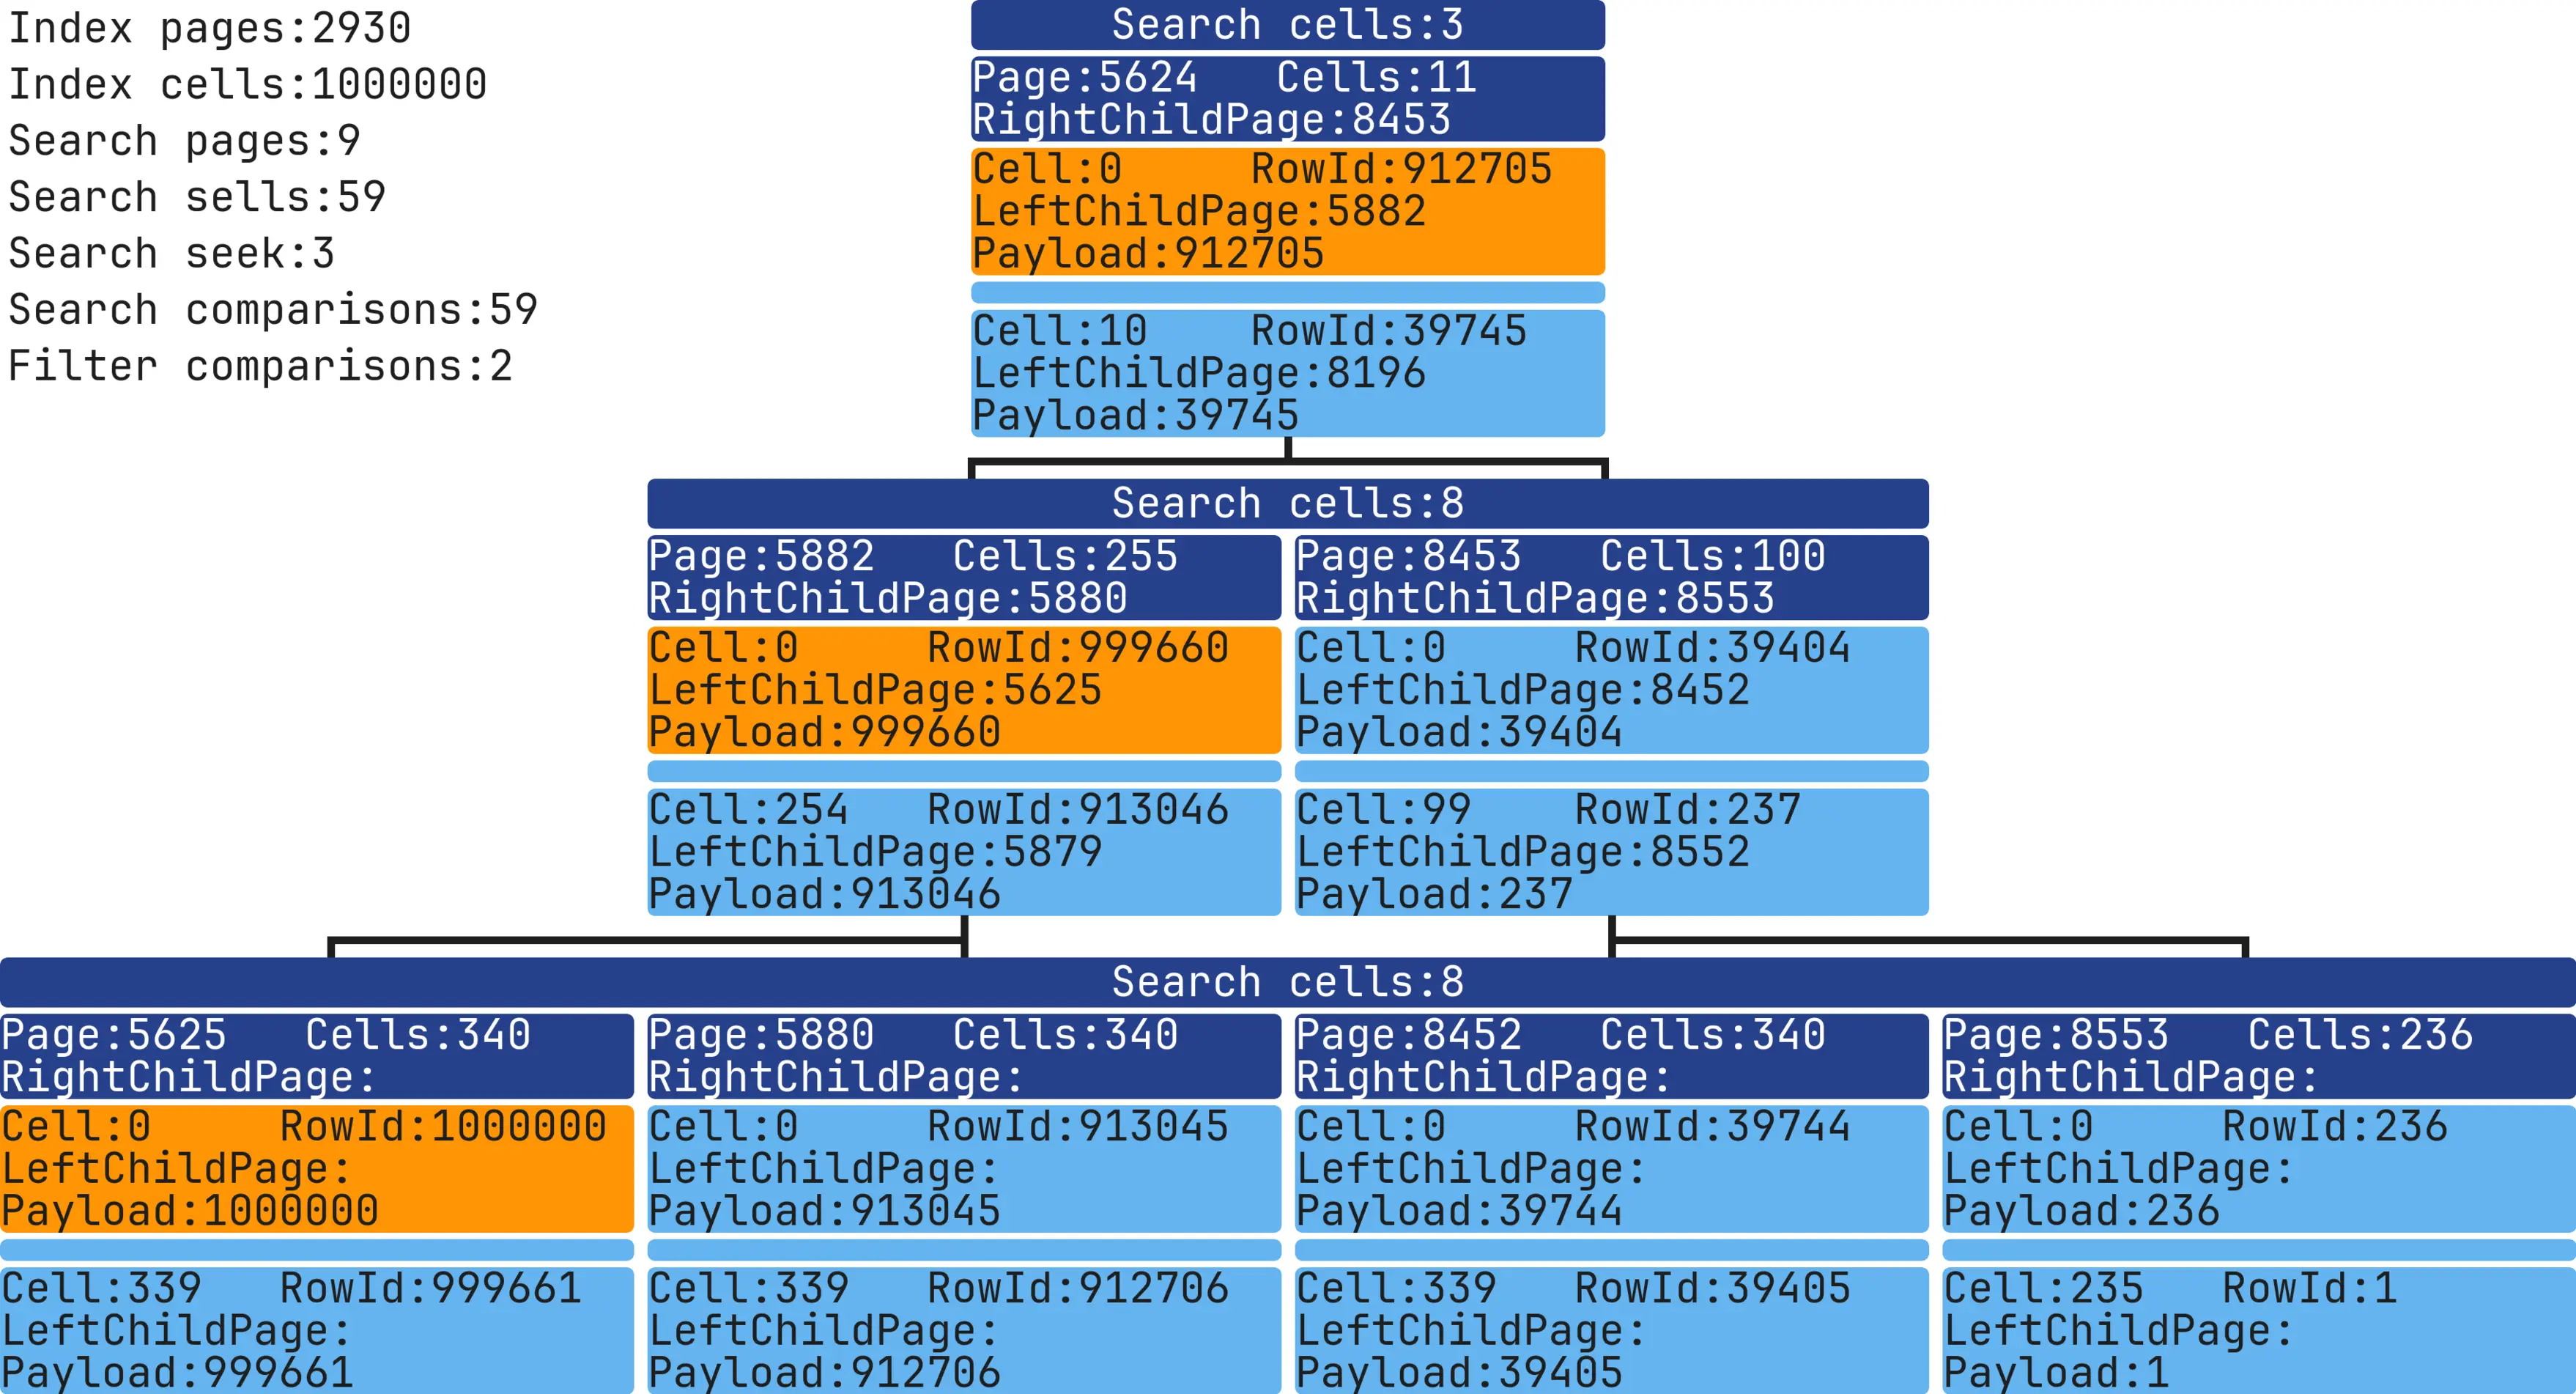 Index pages:2930
Index cells:1000000
Search pages:9
Search sells:59
Search seek:3
Search comparisons:59
Filter comparisons:2
Search cells:3
Page:5624 Cells:11
RightChildPage:8453
Cell:0 RowId:912705
LeftChildPage:5882
Payload:912705
Cell:10 RowId:39745
LeftChildPage:8196
Payload:39745
Search cells:8
Page:5882 Cells:255
RightChildPage:5880
Cell:0 RowId:999660
LeftChildPage:5625
Payload:999660
Cell:254 RowId:913046
LeftChildPage:5879
Payload:913046
Page:8453 Cells:100
RightChildPage:8553
Cell:0 RowId:39404
LeftChildPage:8452
Payload:39404
Cell:99 RowId:237
LeftChildPage:8552
Payload:237
Search cells:8
Page:5625 Cells:340
RightChildPage:
Cell:0 RowId:1000000
LeftChildPage:
Payload:1000000
Cell:339 RowId:999661
LeftChildPage:
Payload:999661
Page:5880 Cells:340
RightChildPage:
Cell:0 RowId:913045
LeftChildPage:
Payload:913045
Cell:339 RowId:912706
LeftChildPage:
Payload:912706
Page:8452 Cells:340
RightChildPage:
Cell:0 RowId:39744
LeftChildPage:
Payload:39744
Cell:339 RowId:39405
LeftChildPage:
Payload:39405
Page:8553 Cells:236
RightChildPage:
Cell:0 RowId:236
LeftChildPage:
Payload:236
Cell:235 RowId:1
LeftChildPage:
Payload:1